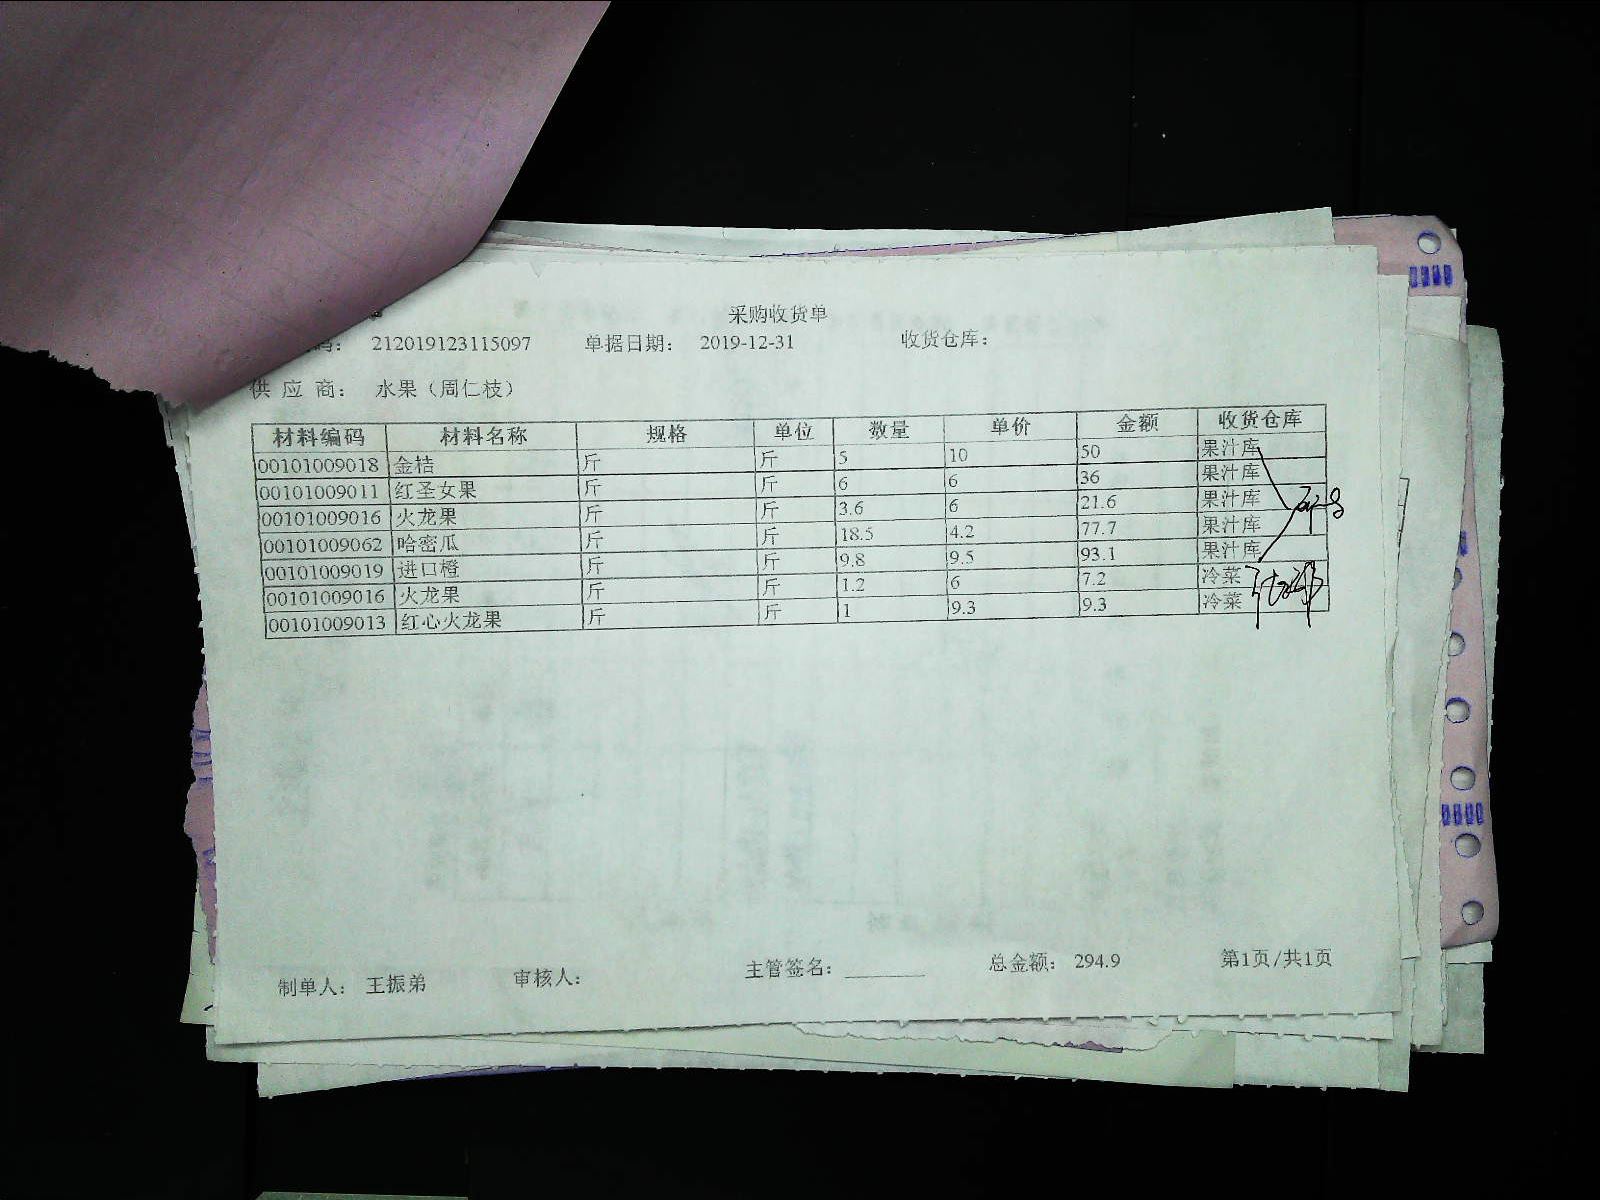 采购收货单
码： 212019123115097 单据日期： 2019-12-31 收货仓库：
供 应 商： 水果（周仁枝）
材料编码 材料名称 规格 单位 数量 单价 金额 收货仓库
00101009018 金桔 斤 斤 5 10 50 果汁库
00101009011 红圣女果 斤 斤 6 6 36 果汁库
00101009016 火龙果 斤 斤 3.6 6 21.6 果汁库
00101009062 哈密瓜 斤 斤 18.5 4.2 77.7 果汁库
00101009019 进口橙 斤 斤 9.8 9.5 93.1 果汁库
00101009016 火龙果 斤 斤 1.2 6 7.2 冷菜
00101009013 红心火龙果 斤 斤 1 9.3 9.3 冷菜
制单人： 王振弟 审核人： 主管签名： 总金额： 294.9 第1页/共1页